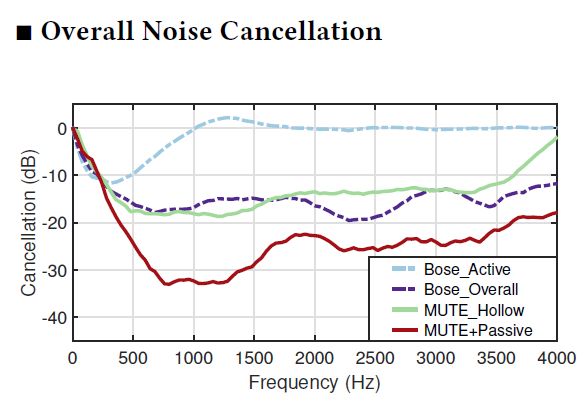 ■ Overall Noise Cancellation
Cancellation (dB)
0
-10
-20
-30
-40
Bose_Active
Bose_Overall
MUTE_Hollow
MUTE+Passive
0 500 1000 1500 2000 2500 3000 3500 4000
Frequency (Hz)